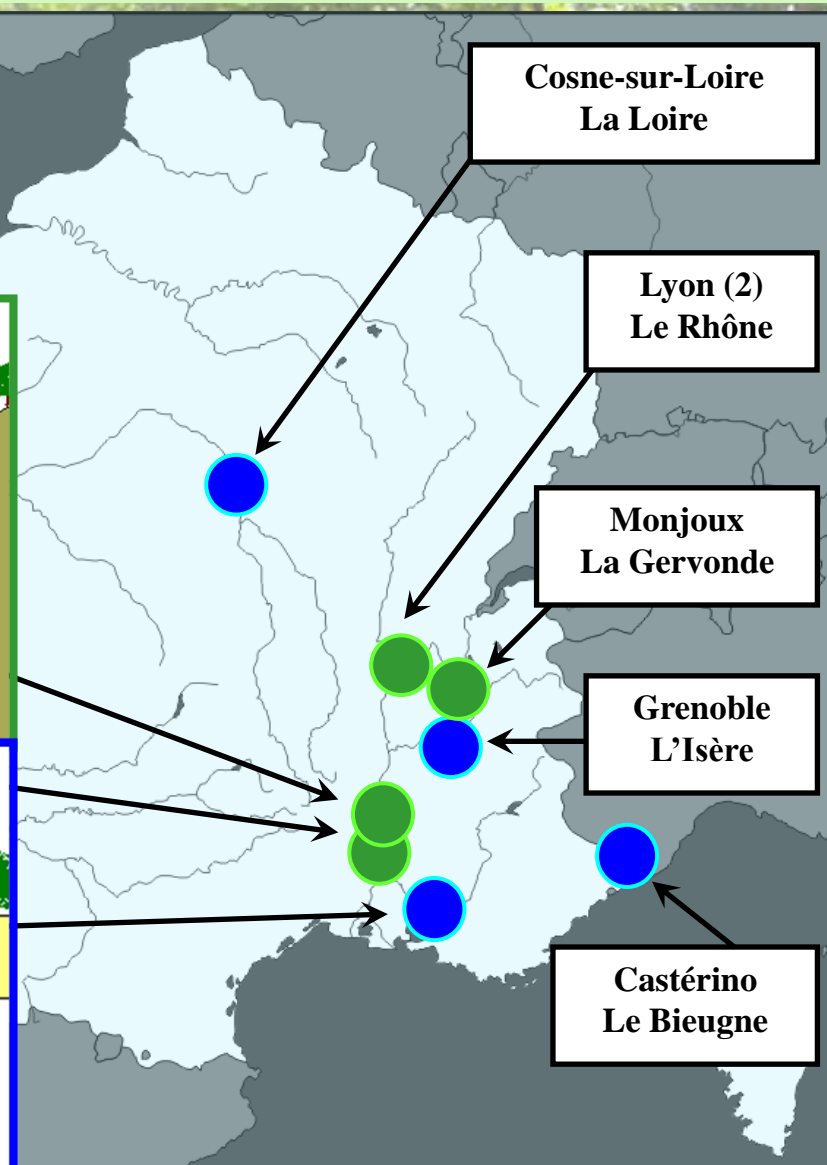 Cosne-sur-Loire
La Loire
Lyon (2)
Le Rhône
Monjoux
La Gervonde
Grenoble
L'Isère
Castérino
Le Bieugne